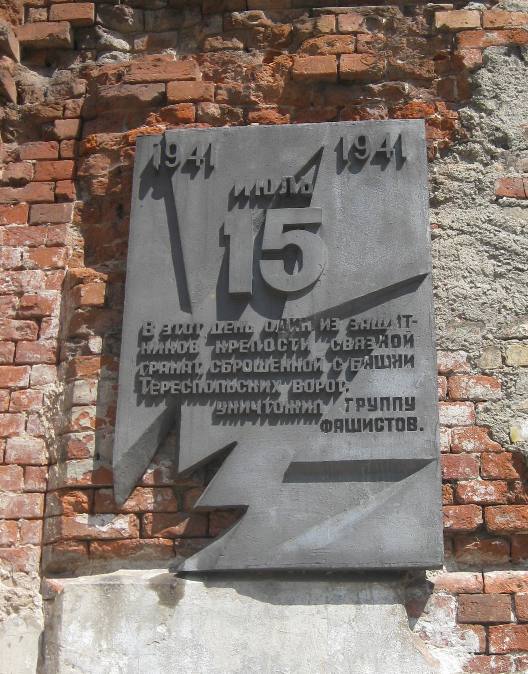 1941 1941
ИЮЛЬ
15
В ЭТОТ ДЕНЬ ОДИН ИЗ ЗАЩИТ-
НИКОВ КРЕПОСТИ СВЯЗКОЙ
ГРАНАТ, СБРОШЕННОЙ С БАШНИ
ТЕРЕСПОЛЬСКИХ ВОРОТ,
УНИЧТОЖИЛ ГРУППУ
ФАШИСТОВ.